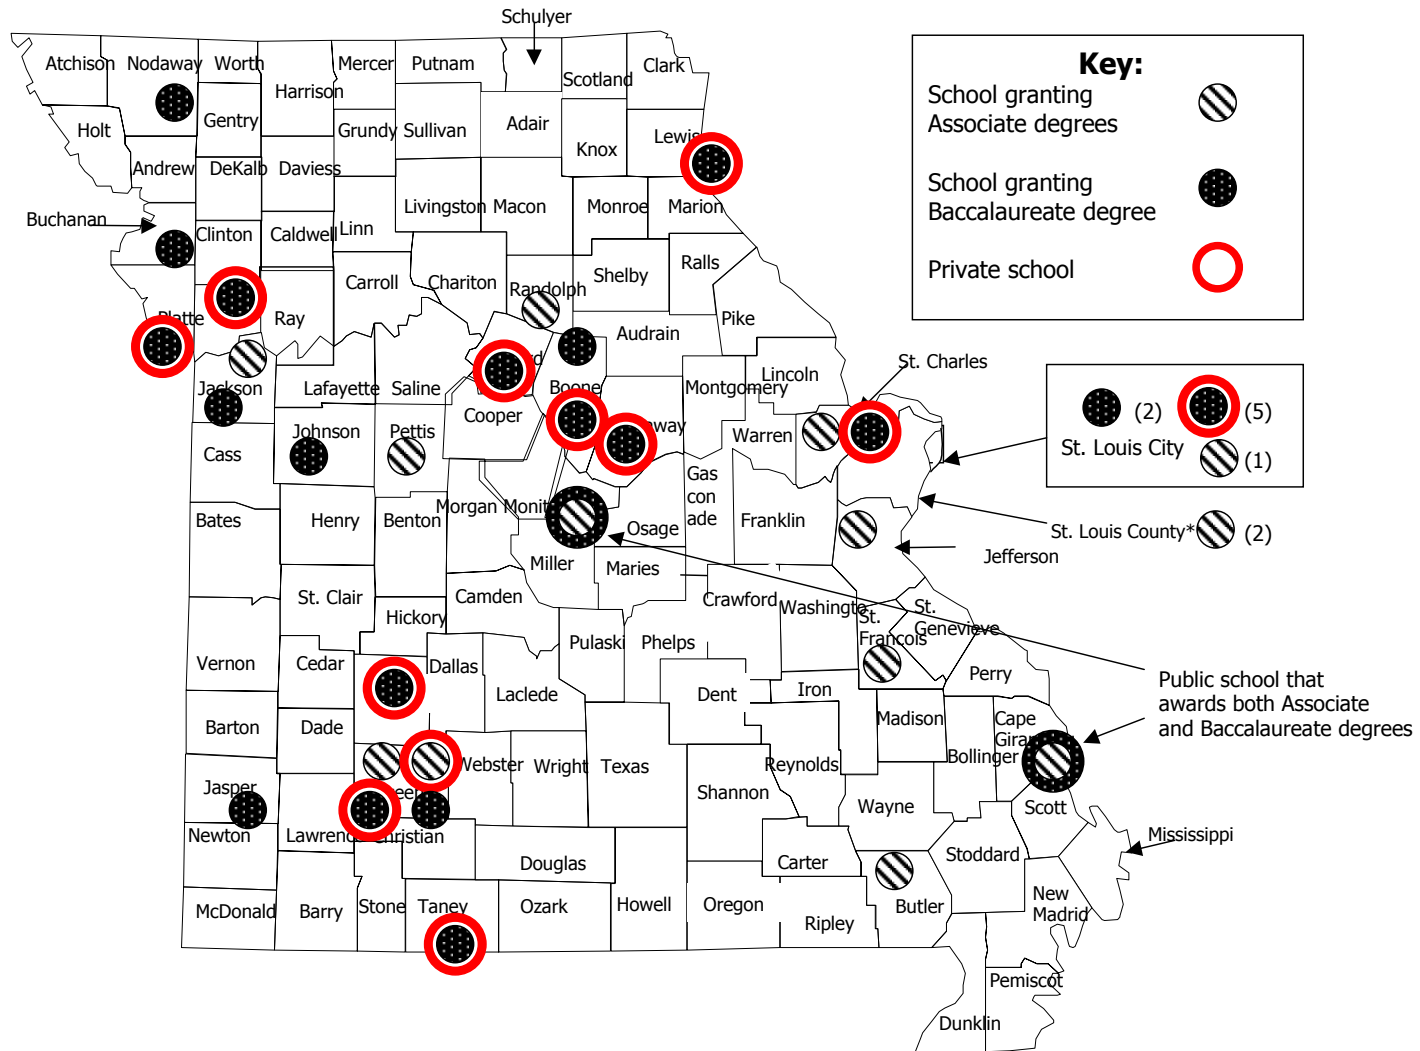 Schulyer
Atchison
Nodaway
Worth
Mercer
Putnam
Scotland
Clark
Harrison
Holt
Gentry
Grundy
Sullivan
Adair
Knox
Lewis
Andrew
DeKalb
Daviess
Livingston
Macon
Monroe
Marion
Buchanan
Clinton
Caldwell
Linn
Carroll
Chariton
Shelby
Ralls
Randolph
Platte
Ray
Audrain
Pike
Jackson
Lafayette
Saline
Boone
Montgomery
Lincoln
St. Charles
Cooper
Johnson
Pettis
Warren
Cass
Gas
con
ade
Bates
Henry
Benton
Morgan
Osage
Franklin
Miller
Maries
St. Clair
Camden
Crawford
Hickory
Pulaski
Phelps
St.
Francois
St.
Genevieve
Jefferson
Vernon
Cedar
Dallas
Laclede
Dent
Iron
Perry
Barton
Dade
Madison
Cape
Bollinger
Webster
Wright
Texas
Reynolds
Jasper
Shannon
Wayne
Scott
Newton
Christian
Mississippi
Douglas
Carter
Stoddard
McDonald
Barry
Stone
Taney
Ozark
Howell
Oregon
Ripley
Butler
New
Madrid
Pemiscot
Dunklin
Key:
School granting
Associate degrees
School granting
Baccalaureate degree
Private school
(2)
(5)
St. Louis City
(1)
St. Louis County*
(2)
Public school that
awards both Associate
and Baccalaureate degrees